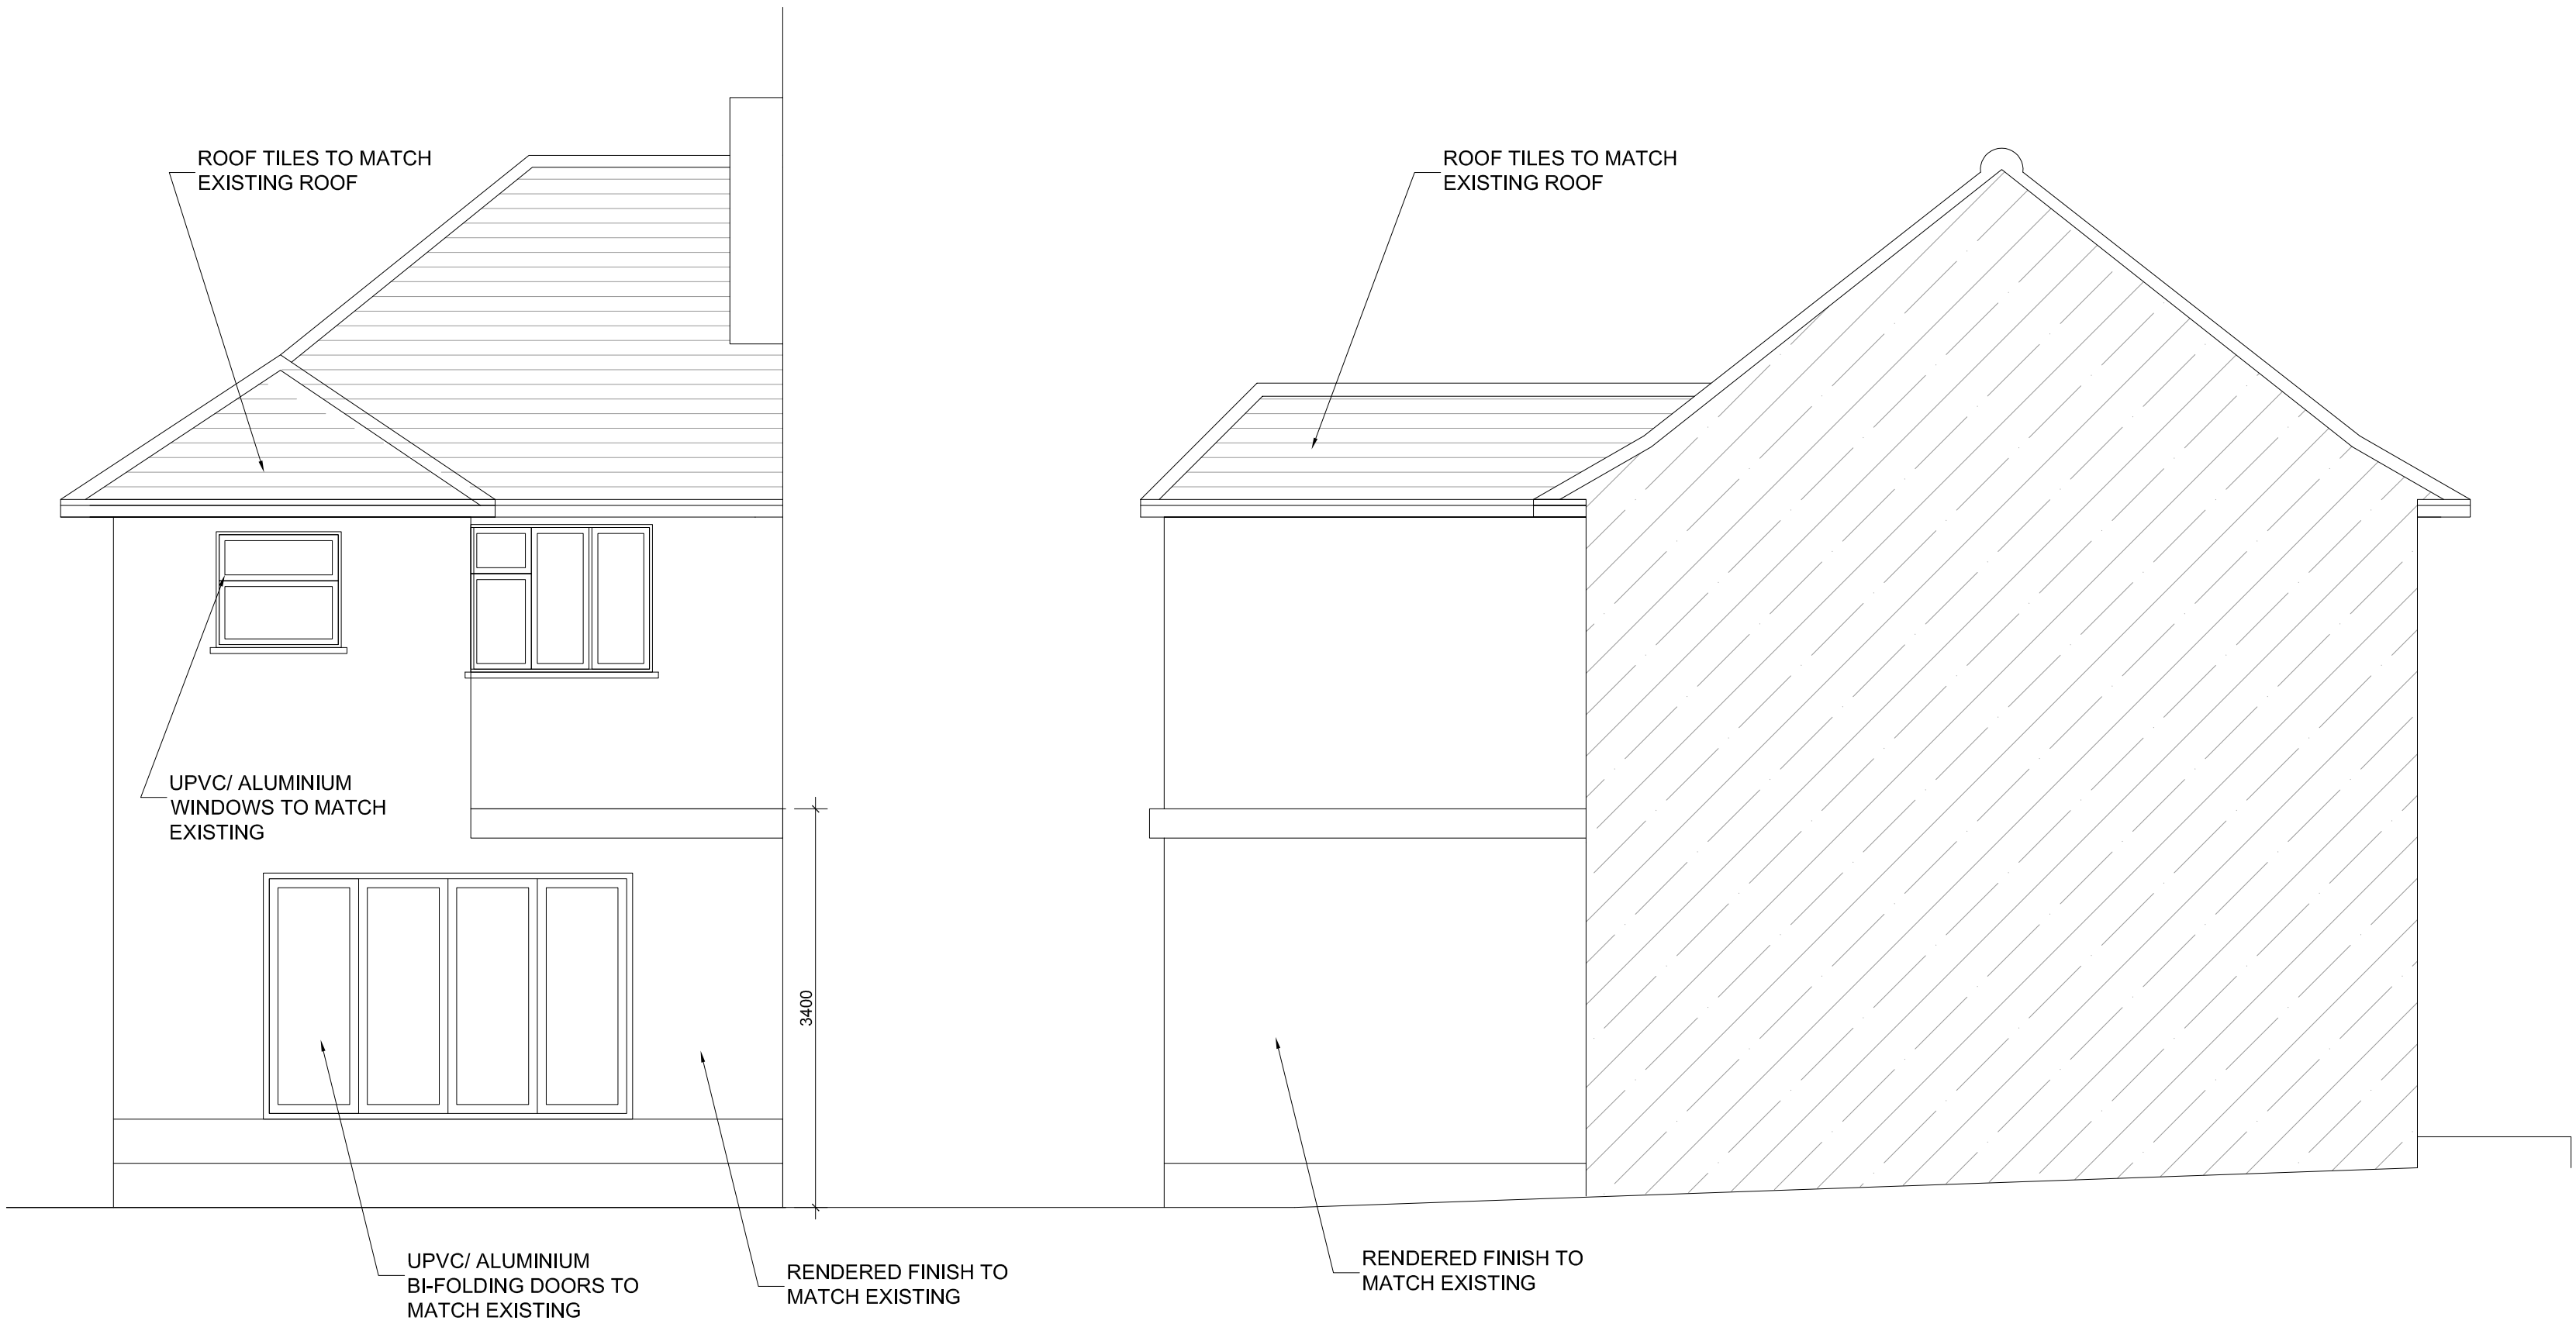 ROOF TILES TO MATCH
EXISTING ROOF
ROOF TILES TO MATCH
EXISTING ROOF
UPVC/ ALUMINIUM
WINDOWS TO MATCH
EXISTING
3400
UPVC/ ALUMINIUM
BI-FOLDING DOORS TO
MATCH EXISTING
RENDERED FINISH TO
MATCH EXISTING
RENDERED FINISH TO
MATCH EXISTING